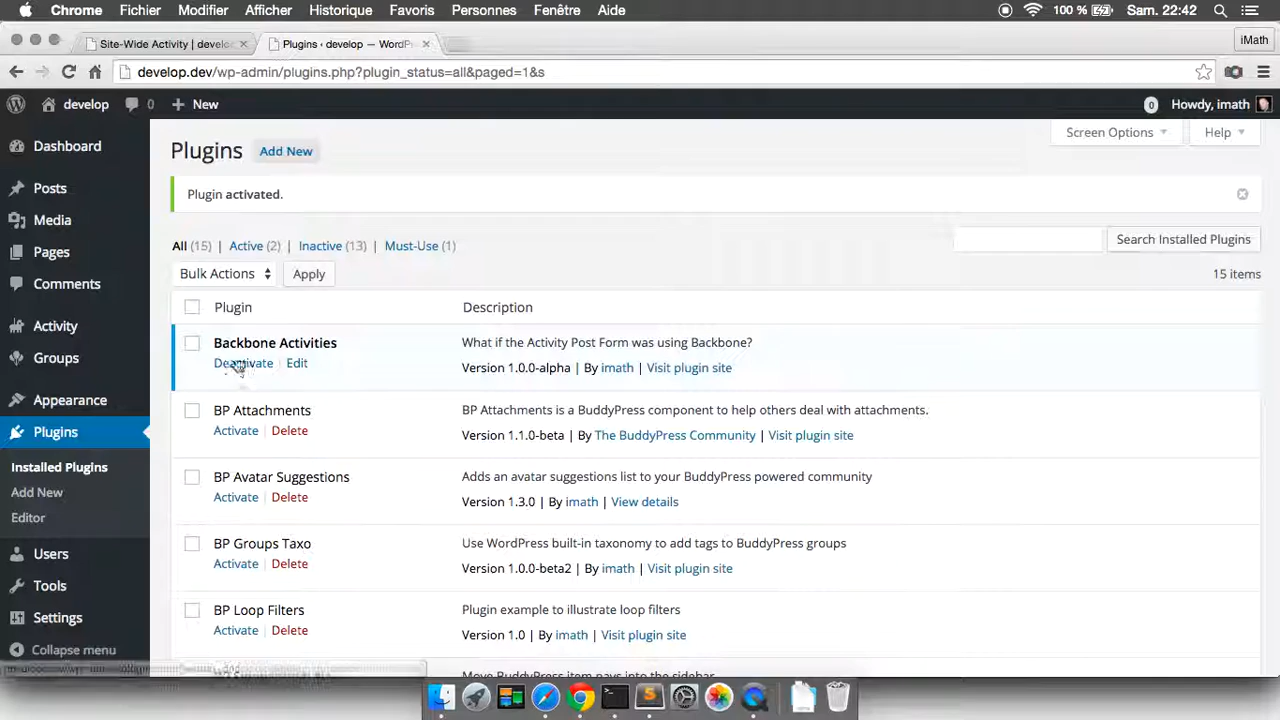 Chrome Fichier Modifier Afficher Historique Favoris Personnes Fenêtre Aide 100 % Sam. 22:42
Site-Wide Activity | develo Plugins ‹ develop — WordPr iMath
develop.dev/wp-admin/plugins.php?plugin_status=all&paged=1&s
develop 0 + New 0 Howdy, imath
Dashboard
Posts
Media
Pages
Comments
Activity
Groups
Appearance
Plugins
Installed Plugins
Add New
Editor
Users
Tools
Settings
Collapse menu
Screen Options Help
Plugins Add New
Plugin activated.
All (15) | Active (2) | Inactive (13) | Must-Use (1)
Search Installed Plugins
Bulk Actions Apply 15 items
Plugin Description
Backbone Activities What if the Activity Post Form was using Backbone?
Deactivate | Edit Version 1.0.0-alpha | By imath | Visit plugin site
BP Attachments BP Attachments is a BuddyPress component to help others deal with attachments.
Activate | Delete Version 1.1.0-beta | By The BuddyPress Community | Visit plugin site
BP Avatar Suggestions Adds an avatar suggestions list to your BuddyPress powered community
Activate | Delete Version 1.3.0 | By imath | View details
BP Groups Taxo Use WordPress built-in taxonomy to add tags to BuddyPress groups
Activate | Delete Version 1.0.0-beta2 | By imath | Visit plugin site
BP Loop Filters Plugin example to illustrate loop filters
Activate | Delete Version 1.0 | By imath | Visit plugin site
Move BuddyPress item navs into the sidebar